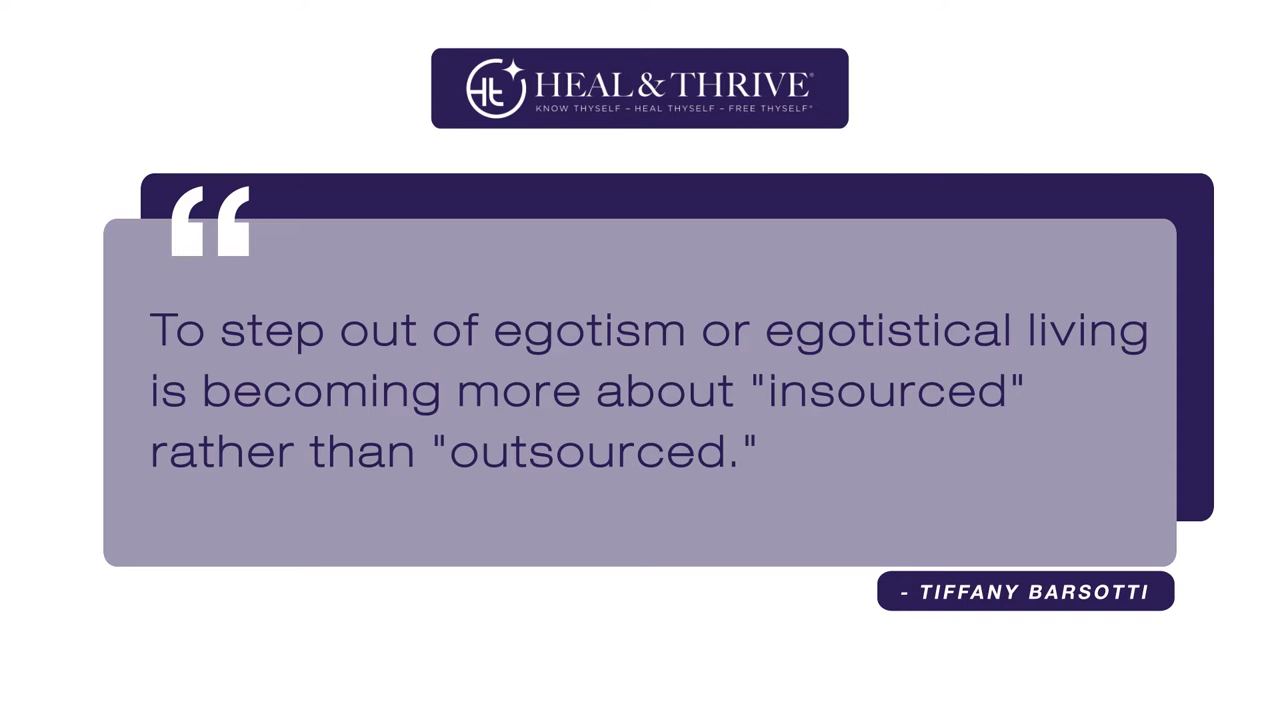 Ht HEAL & THRIVE®
KNOW THYSELF – HEAL THYSELF – FREE THYSELF®
“
To step out of egotism or egotistical living
is becoming more about "insourced"
rather than "outsourced."
- TIFFANY BARSOTTI